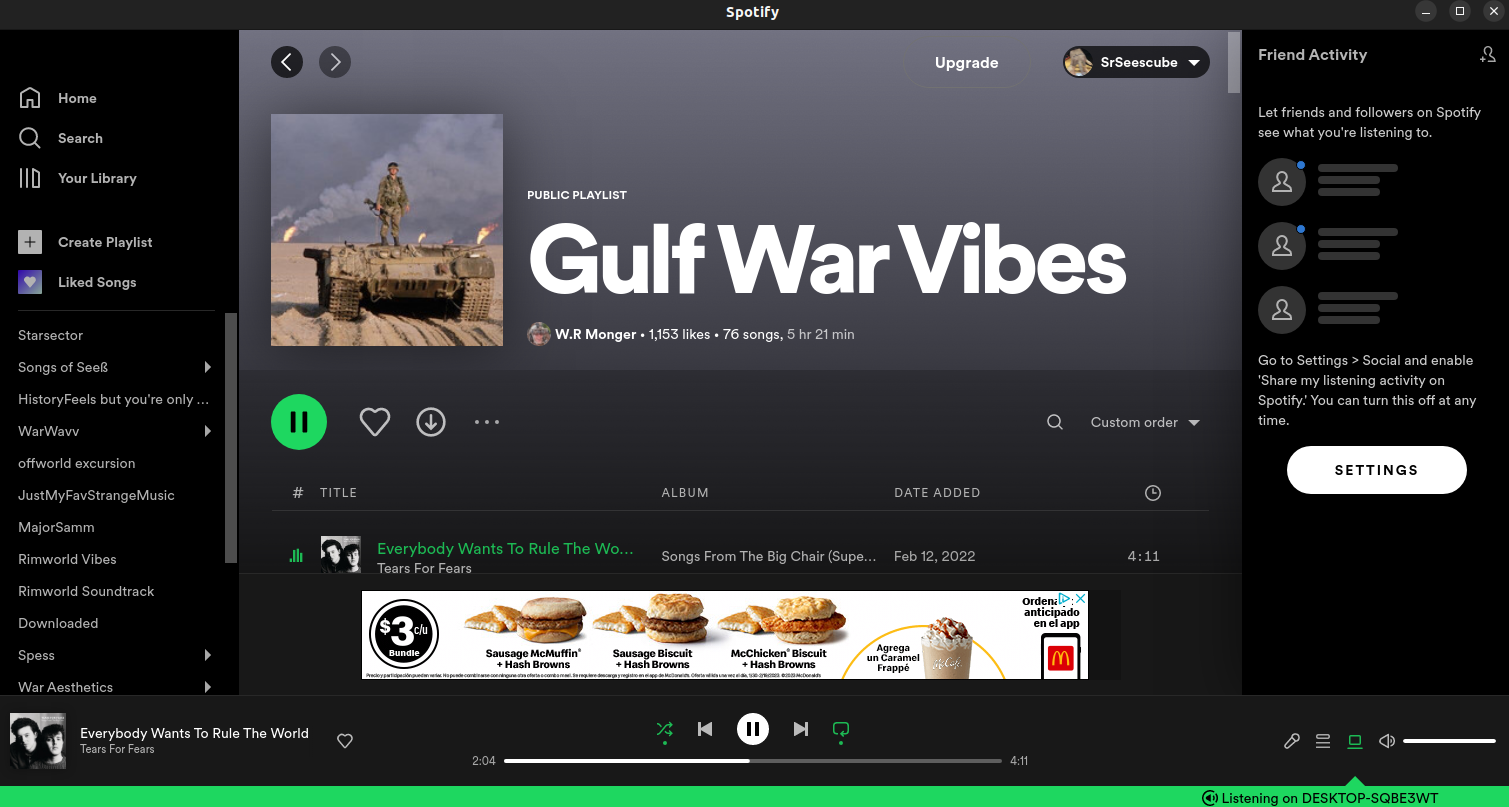 Spotify
Home
Search
Your Library
Create Playlist
Liked Songs
Starsector
Songs of Seeß
HistoryFeels but you're only ...
WarWavv
offworld excursion
JustMyFavStrangeMusic
MajorSamm
Rimworld Vibes
Rimworld Soundtrack
Downloaded
Spess
War Aesthetics
Upgrade
SrSeescube
PUBLIC PLAYLIST
Gulf War Vibes
W.R Monger • 1,153 likes • 76 songs, 5 hr 21 min
Custom order
# TITLE ALBUM DATE ADDED
Everybody Wants To Rule The Wo... Songs From The Big Chair (Supe... Feb 12, 2022 4:11
Tears For Fears
$3 c/u
Bundle
Sausage McMuffin®
+ Hash Browns
Sausage Biscuit
+ Hash Browns
McChicken® Biscuit
+ Hash Browns
Agrega
un Caramel
Frappé
McCafé
anticipado
en el app
Friend Activity
Let friends and followers on Spotify
see what you're listening to.
Go to Settings > Social and enable
'Share my listening activity on
Spotify.' You can turn this off at any
time.
SETTINGS
Everybody Wants To Rule The World
Tears For Fears
2:04 4:11
Listening on DESKTOP-SQBE3WT